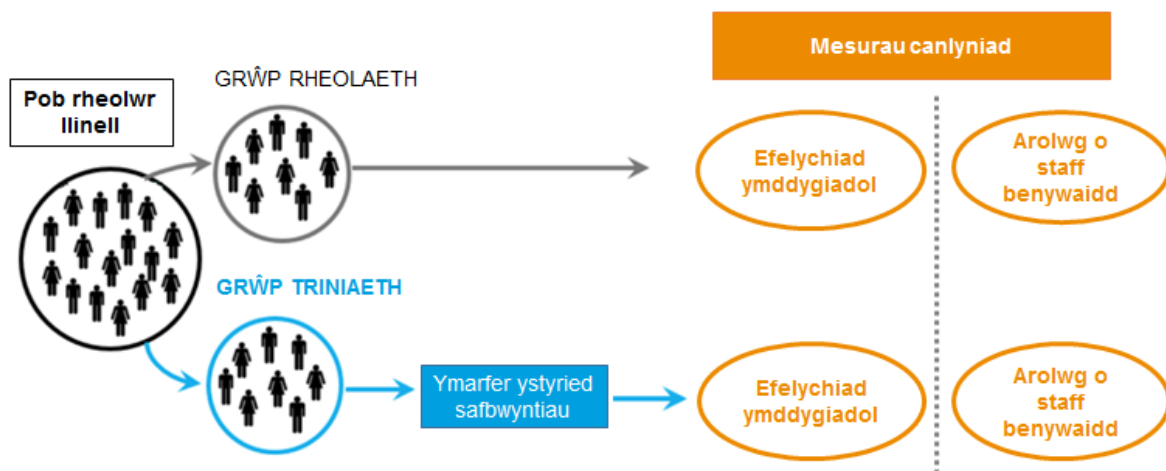 Mesurau canlyniad
Pob rheolwr
llinell
GRŴP RHEOLAETH
Efelychiad
ymddygiadol
Arolwg o
staff
benywaidd
GRŴP TRINIAETH
Ymarfer ystyried
safbwyntiau
Efelychiad
ymddygiadol
Arolwg o
staff
benywaidd